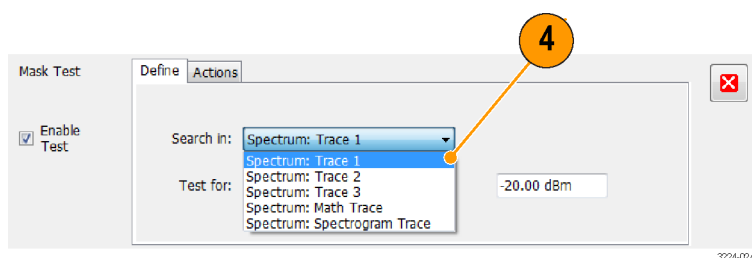 4
Mask Test
Define Actions
Enable
Test
Search in: Spectrum: Trace 1
Spectrum: Trace 1
Spectrum: Trace 2
Test for:
Spectrum: Trace 3
-20.00 dBm
Spectrum: Math Trace
Spectrum: Spectrogram Trace